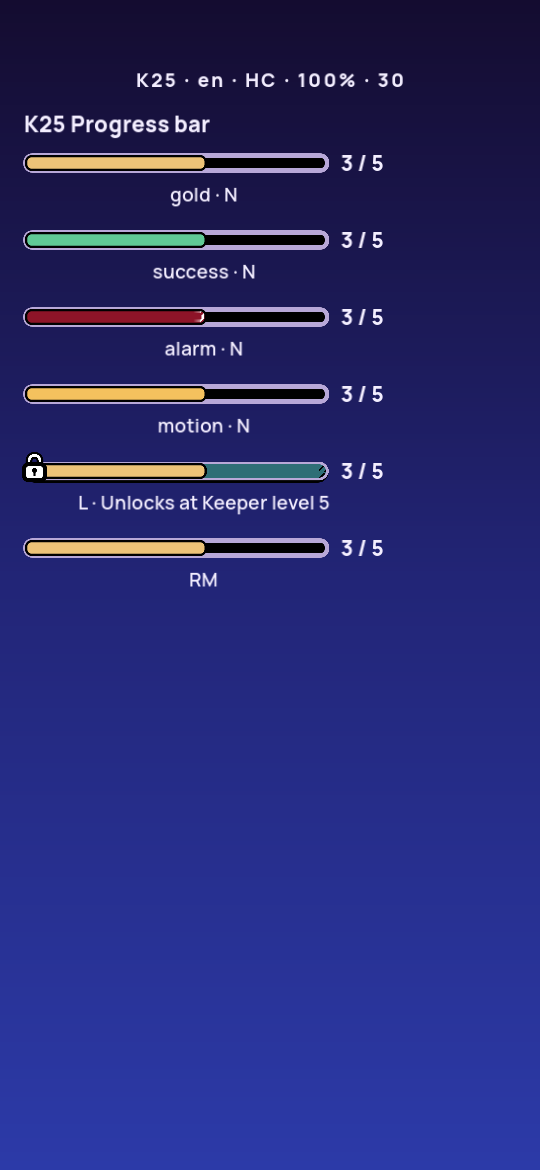 K25 · en · HC · 100% · 30
K25 Progress bar
3 / 5
gold · N
3 / 5
success · N
3 / 5
alarm · N
3 / 5
motion · N
3 / 5
L · Unlocks at Keeper level 5
3 / 5
RM